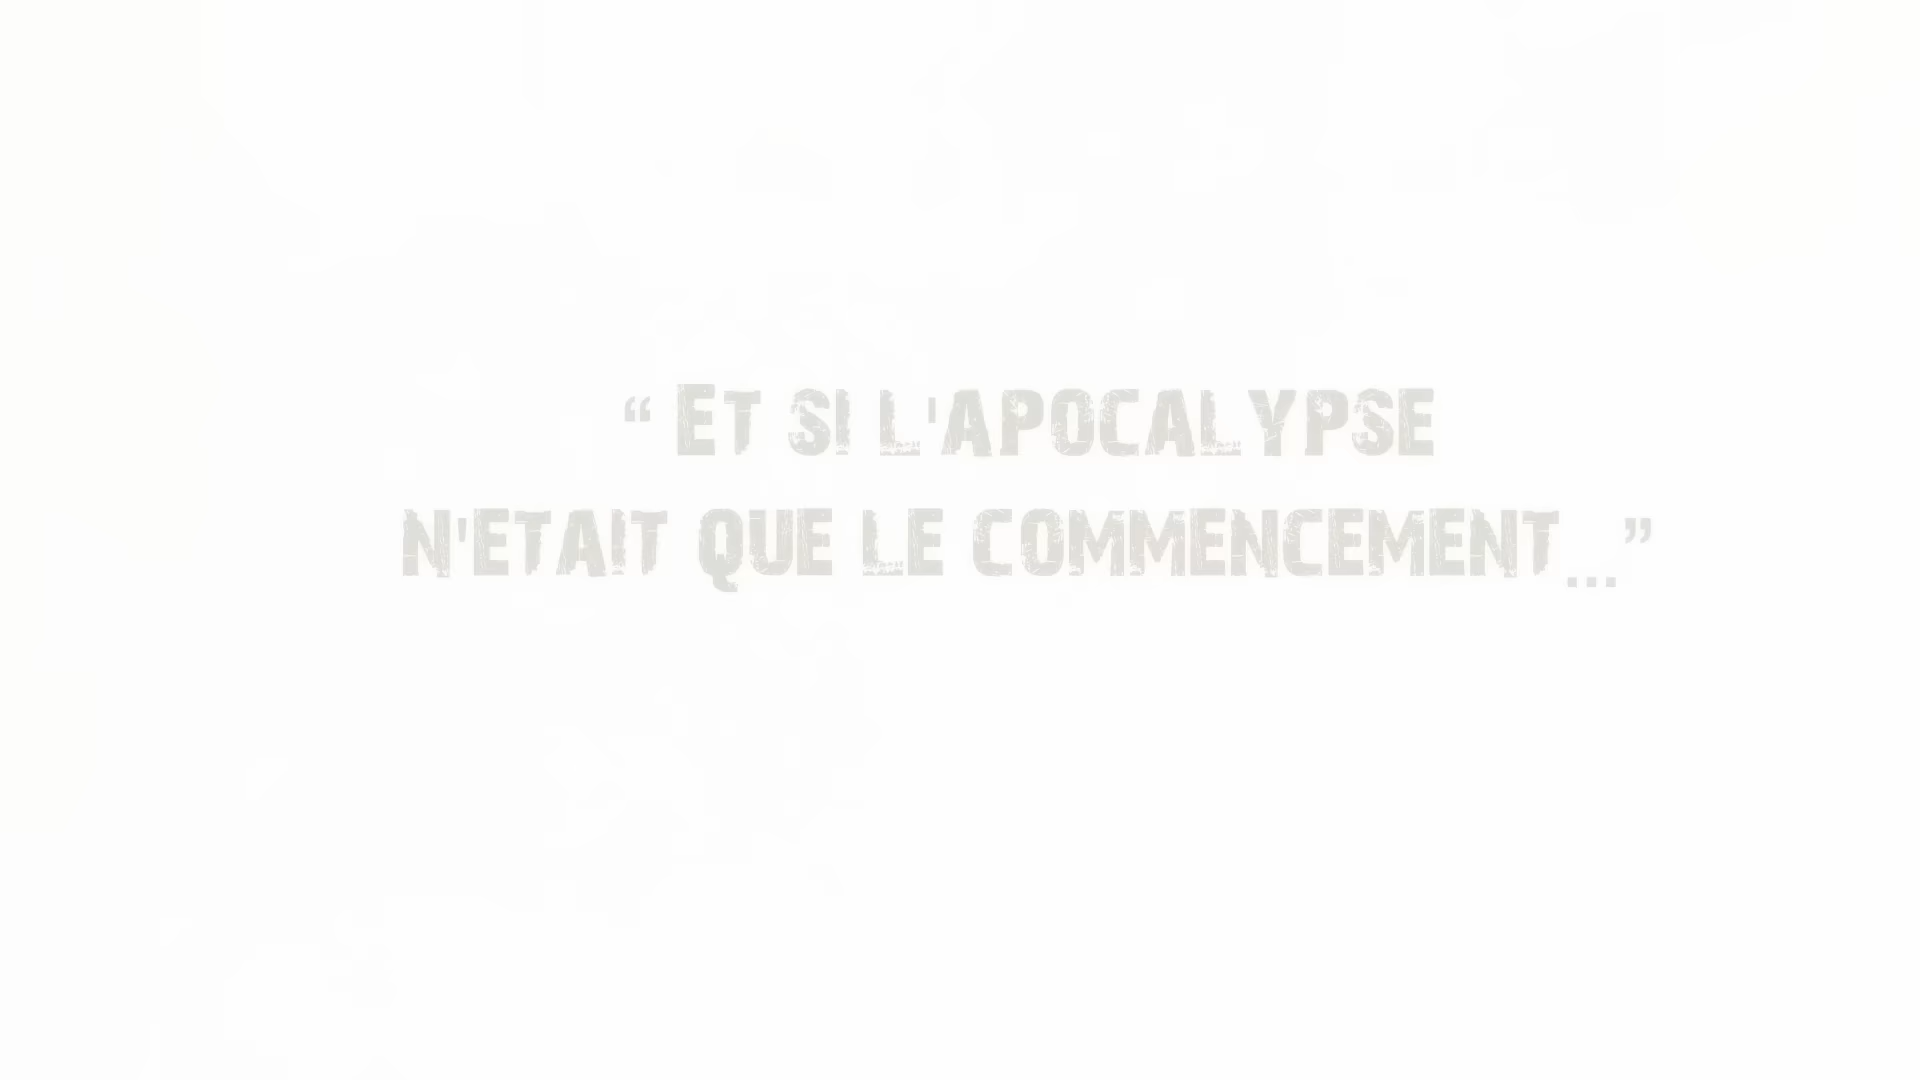 “ Et si l'apocalypse
n'etait que le commencement...”